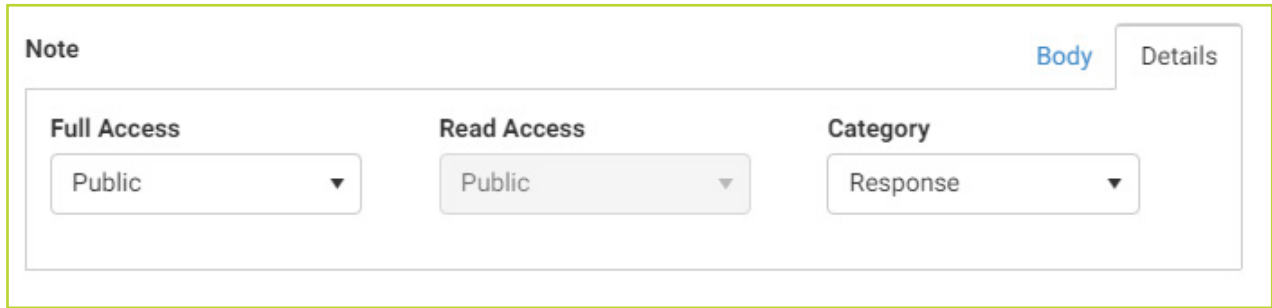 Note
Body Details
Full Access Read Access Category
Public Public Response